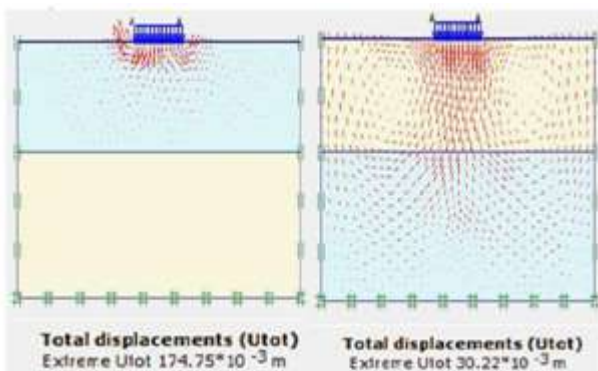 A A
A A
Total displacements (Utot)
Extreme Utot 174.75*10 -3 m
Total displacements (Utot)
Extreme Utot 30.22*10 -3 m